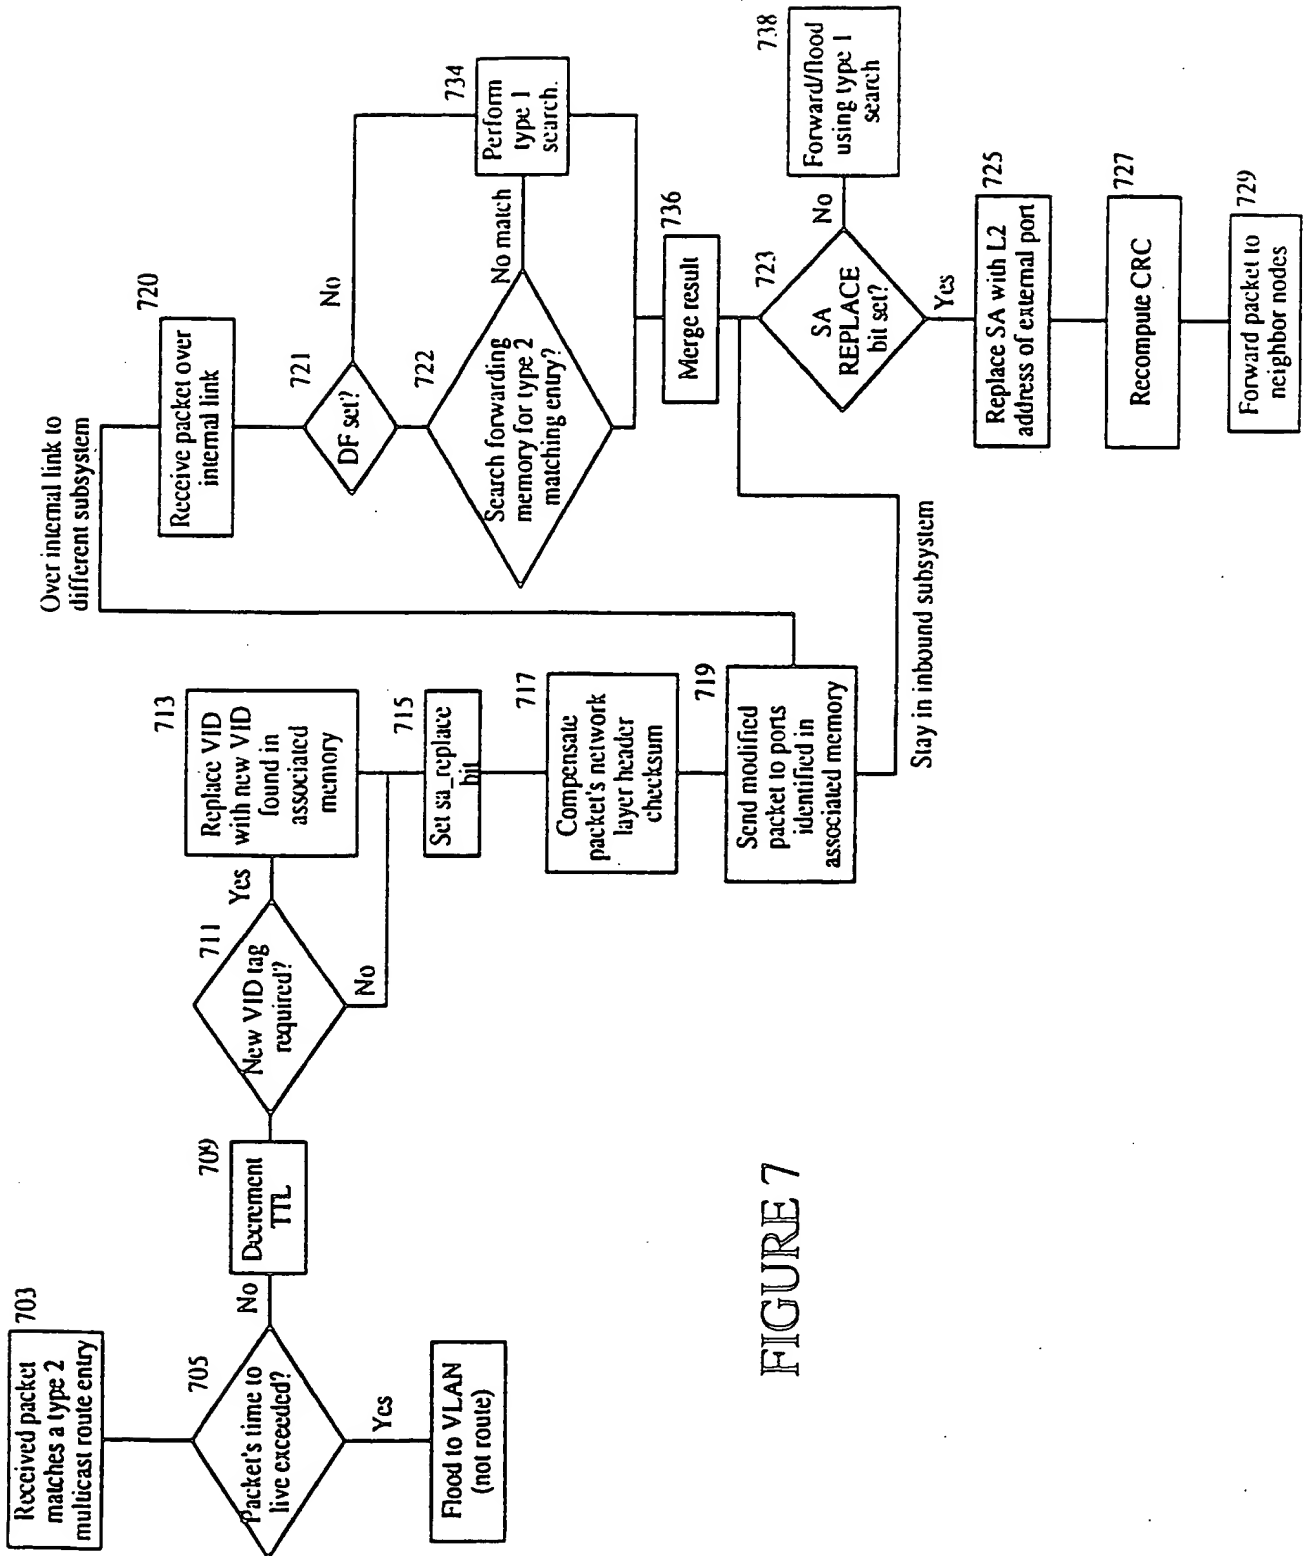 703
Received packet
matches a type 2
multicast route entry
705
Packet's time to
live exceeded?
Yes
Flood to VLAN
(not route)
No
709
Decrement
TTL
711
New VID tag
required?
Yes
No
713
Replace VID
with new VID
found in
associated
memory
715
Set sa_replace
bit
717
Compensate
packet's network
layer header
checksum
719
Send modified
packet to ports
identified in
associated memory
Over internal link to
different subsystem
Stay in inbound subsystem
720
Receive packet over
internal link
721
DF set?
No
722
Search forwarding
memory for type 2
matching entry?
No match
734
Perform
type 1
search.
736
Merge result
723
SA
REPLACE
bit set?
No
738
Forward/flood
using type 1
search
Yes
725
Replace SA with L2
address of external port
727
Recompute CRC
729
Forward packet to
neighbor nodes
FIGURE 7